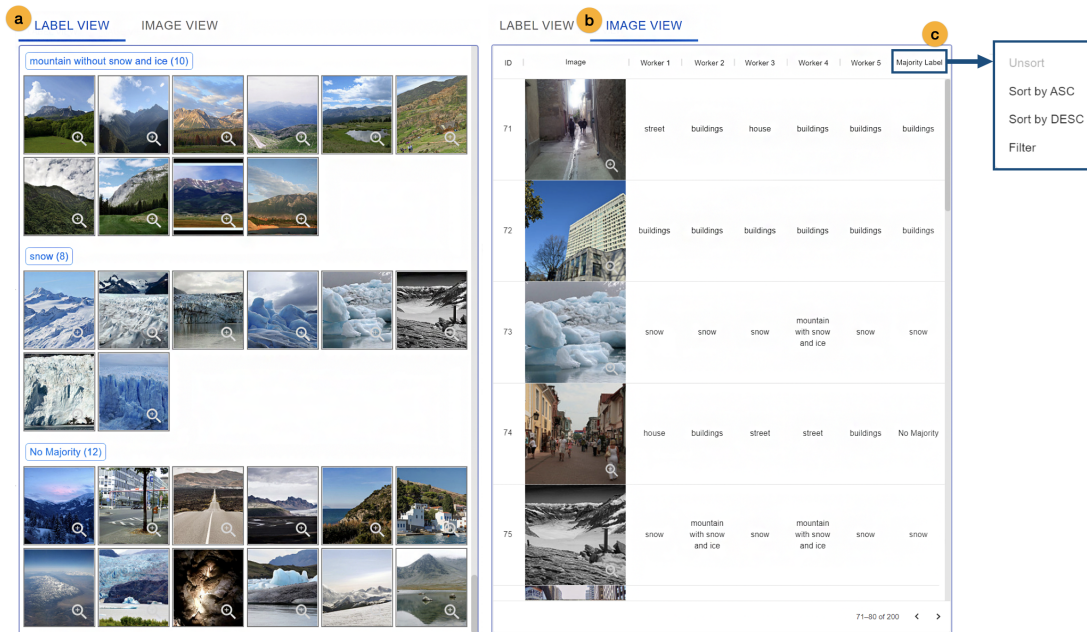 a
LABEL VIEW
IMAGE VIEW
mountain without snow and ice (10)
snow (8)
No Majority (12)
LABEL VIEW
b
IMAGE VIEW
c
ID
Image
Worker 1
Worker 2
Worker 3
Worker 4
Worker 5
Majority Label
71
street
buildings
house
buildings
buildings
buildings
72
buildings
buildings
buildings
buildings
buildings
buildings
73
snow
snow
snow
mountain
with snow
and ice
snow
snow
74
house
buildings
street
street
buildings
No Majority
75
snow
mountain
with snow
and ice
snow
mountain
with snow
and ice
snow
snow
71–80 of 200
Unsort
Sort by ASC
Sort by DESC
Filter